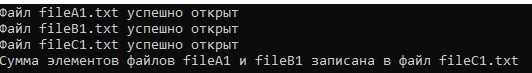 Файл fileA1.txt успешно открыт
Файл fileB1.txt успешно открыт
Файл fileC1.txt успешно открыт
Сумма элементов файлов fileA1 и fileB1 записана в файл fileC1.txt